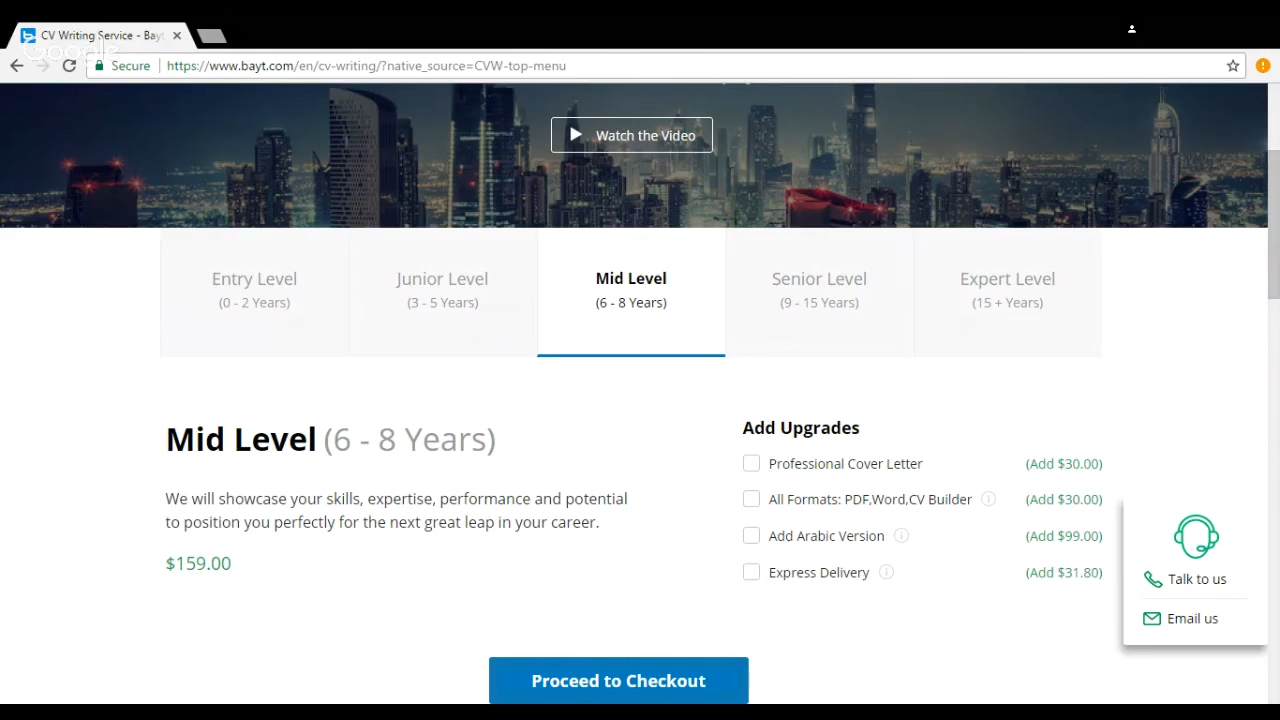 CV Writing Service - Bayt
Google
Secure
https://www.bayt.com/en/cv-writing/?native_source=CVW-top-menu
Watch the Video
Entry Level
(0 - 2 Years)
Junior Level
(3 - 5 Years)
Mid Level
(6 - 8 Years)
Senior Level
(9 - 15 Years)
Expert Level
(15 + Years)
Mid Level (6 - 8 Years)
We will showcase your skills, expertise, performance and potential
to position you perfectly for the next great leap in your career.
$159.00
Add Upgrades
Professional Cover Letter (Add $30.00)
All Formats: PDF,Word,CV Builder (Add $30.00)
Add Arabic Version (Add $99.00)
Express Delivery (Add $31.80)
Talk to us
Email us
Proceed to Checkout